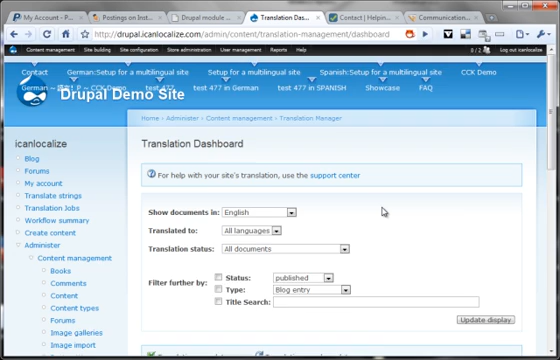 My Account - P
Postings on Inst
Drupal module
Translation Das
Contact | Helpin
Communication
http://drupal.icanlocalize.com/admin/content/translation-management/dashboard
Content management Site building Site configuration Store administration User management Reports Help 8 / 2 Log out icanlocalize
Contact German:Setup for a multilingual site Setup for a multilingual site Spanish:Setup for a multilingual site CCK Demo
CCK Demo test 477 test 477 in German test 477 in SPANISH Showcase FAQ
Drupal Demo Site
Home › Administer › Content management › Translation Manager
icanlocalize
Blog
Forums
My account
Translate strings
Translation Jobs
Workflow summary
Create content
Administer
Content management
Books
Comments
Content
Content types
Forums
Image galleries
Image import
Translation Dashboard
For help with your site's translation, use the support center
Show documents in: English
Translated to: All languages
Translation status: All documents
Filter further by: Status: published
Type: Blog entry
Title Search:
Update display